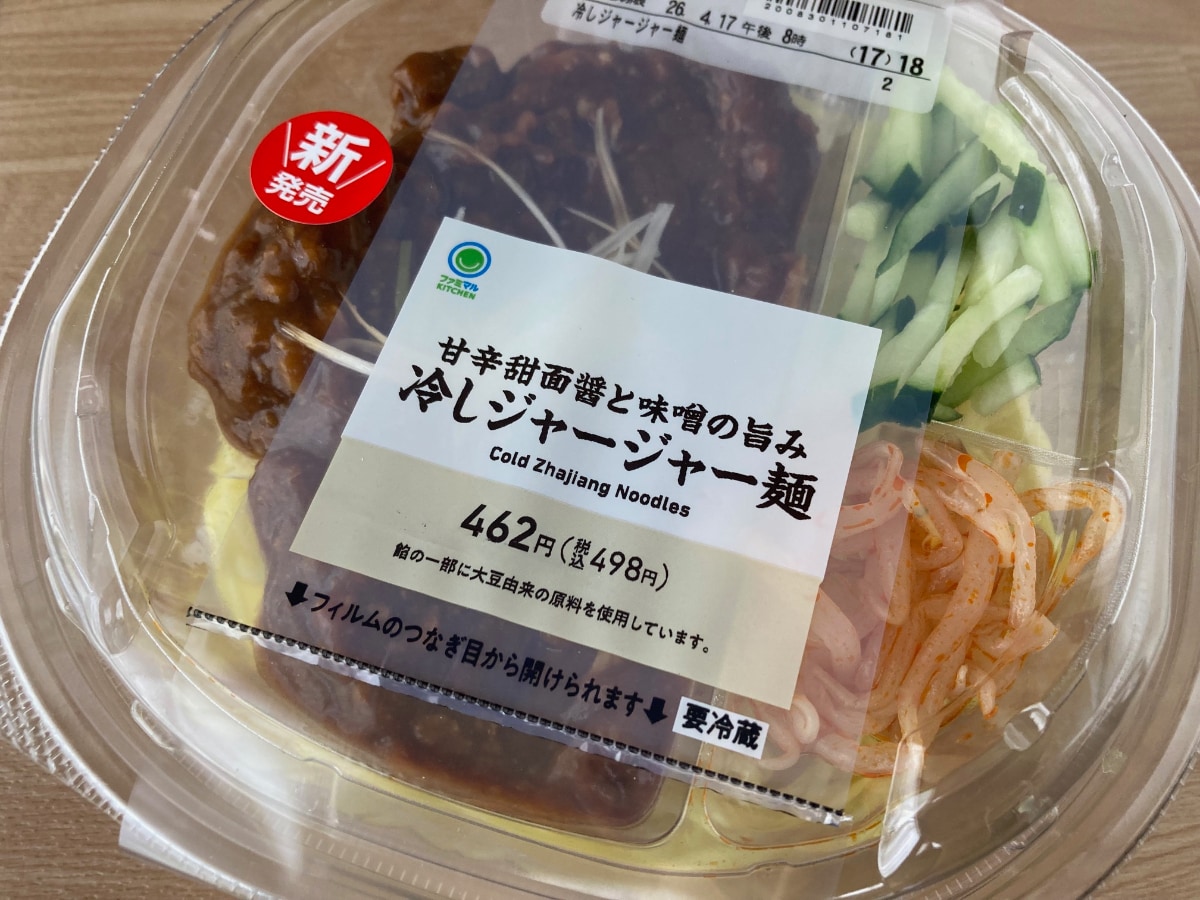 2008301107181
26. 4.17 午後 8時
冷しジャージャー麺
(17) 18
2
新
発売
ファミマル
KITCHEN
甘辛甜面醤と味噌の旨み
冷しジャージャー麺
Cold Zhajiang Noodles
462円(税込498円)
餡の一部に大豆由来の原料を使用しています。
⬇フィルムのつなぎ目から開けられます⬇
要冷蔵